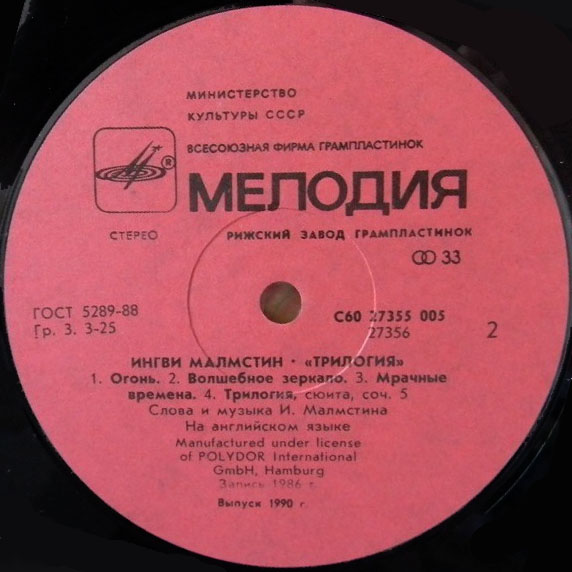 МИНИСТЕРСТВО
КУЛЬТУРЫ СССР
ВСЕСОЮЗНАЯ ФИРМА ГРАМПЛАСТИНОК
®
МЕЛОДИЯ
СТЕРЕО
РИЖСКИЙ ЗАВОД ГРАМПЛАСТИНОК
33
ГОСТ 5289-88
Гр. 3. 3-25
С60 27355 005
27356
2
ИНГВИ МАЛМСТИН · «ТРИЛОГИЯ»
1. Огонь. 2. Волшебное зеркало. 3. Мрачные
времена. 4. Трилогия, сюита, соч. 5
Слова и музыка И. Малмстина
На английском языке
Manufactured under license
of POLYDOR International
GmbH, Hamburg
Запись 1986 г.
Выпуск 1990 г.